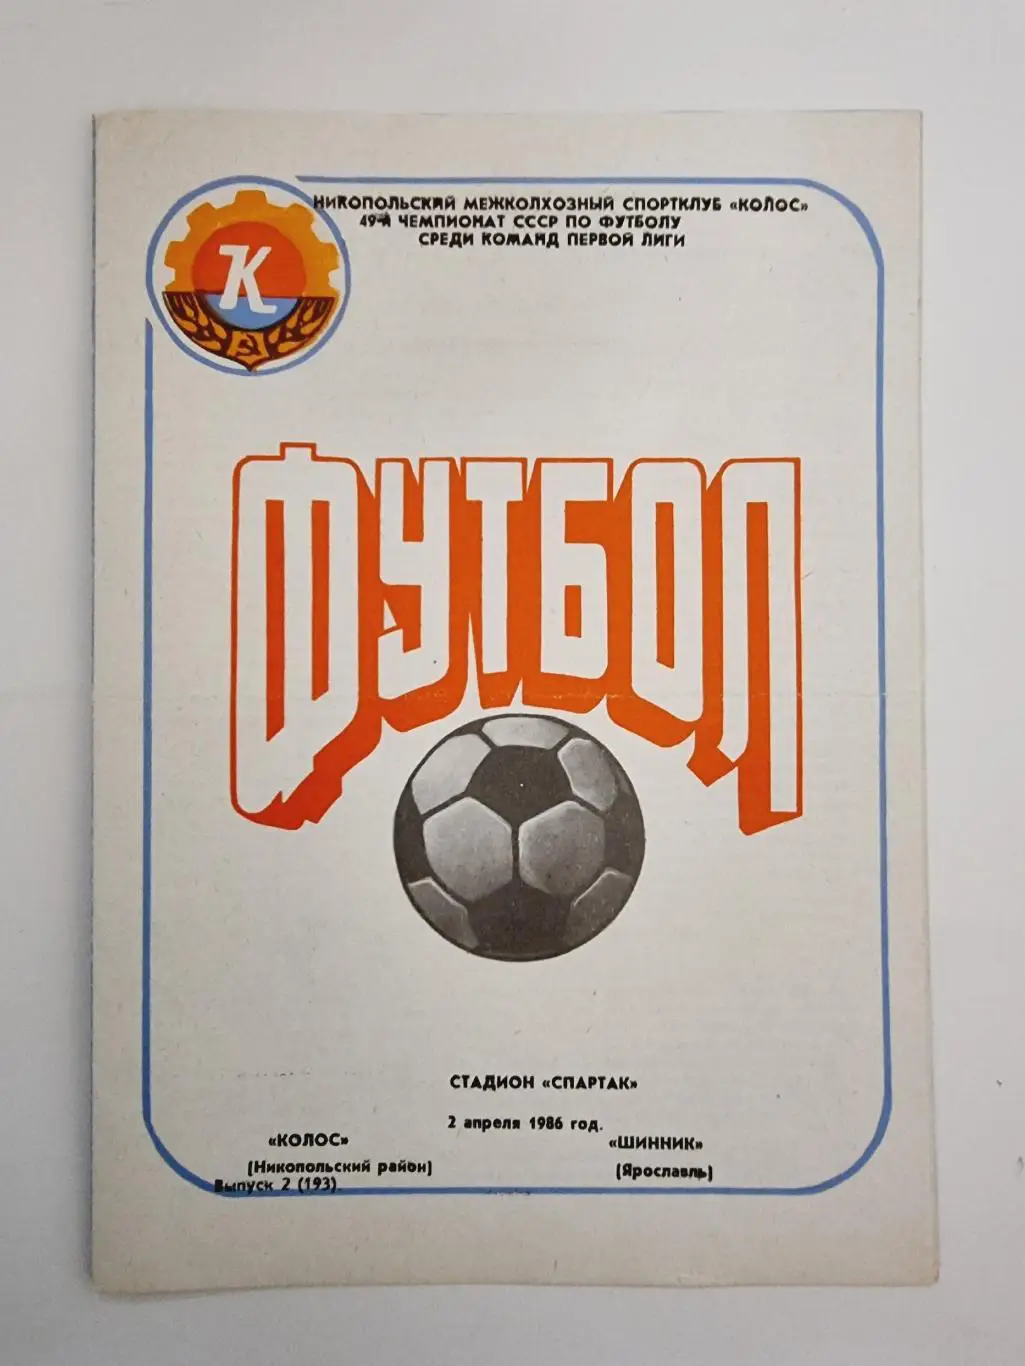 НИКОПОЛЬСКИЙ МЕЖКОЛХОЗНЫЙ СПОРТКЛУБ «КОЛОС»
49-й ЧЕМПИОНАТ СССР ПО ФУТБОЛУ
СРЕДИ КОМАНД ПЕРВОЙ ЛИГИ
К
ФУТБОЛ
СТАДИОН «СПАРТАК»
2 апреля 1986 год.
«КОЛОС» «ШИННИК»
(Никопольский район) (Ярославль)
Выпуск 2 (193).